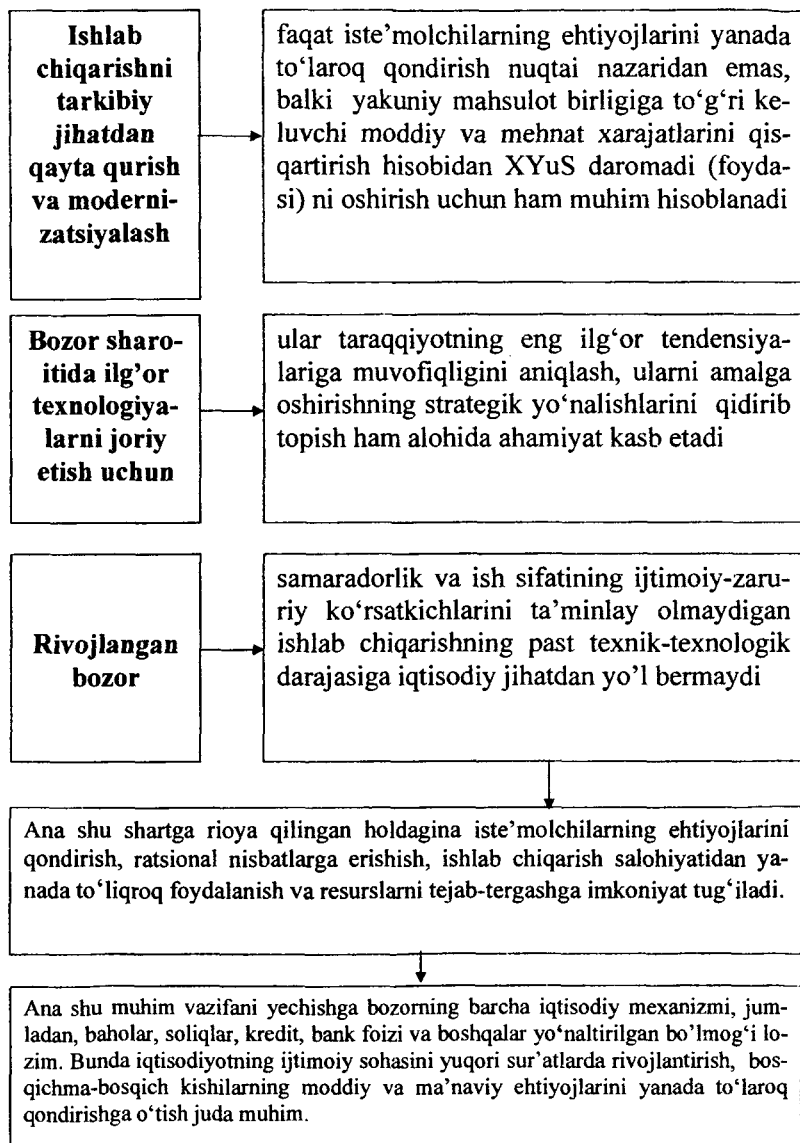 Ishlab
chiqarishni
tarkibiy
jihatdan
qayta qurish
va moderni-
zatsiyalash
faqat iste'molchilarning ehtiyojlarini yanada
to‘laroq qondirish nuqtai nazaridan emas,
balki yakuniy mahsulot birligiga to‘g‘ri ke-
luvchi moddiy va mehnat xarajatlarini qis-
qartirish hisobidan XYuS daromadi (foyda-
si) ni oshirish uchun ham muhim hisoblanadi
Bozor sharo-
itida ilg’or
texnologiya-
larni joriy
etish uchun
ular taraqqiyotning eng ilg‘or tendensiya-
lariga muvofiqligini aniqlash, ularni amalga
oshirishning strategik yo‘nalishlarini qidirib
topish ham alohida ahamiyat kasb etadi
Rivojlangan
bozor
samaradorlik va ish sifatining ijtimoiy-zaru-
riy ko‘rsatkichlarini ta’minlay olmaydigan
ishlab chiqarishning past texnik-texnologik
darajasiga iqtisodiy jihatdan yo’l bermaydi
Ana shu shartga rioya qilingan holdagina iste’molchilarning ehtiyojlarini
qondirish, ratsional nisbatlarga erishish, ishlab chiqarish salohiyatidan ya-
nada to‘liqroq foydalanish va resurslarni tejab-tergashga imkoniyat tug‘iladi.
Ana shu muhim vazifani yechishga bozorning barcha iqtisodiy mexanizmi, jum-
ladan, baholar, soliqlar, kredit, bank foizi va boshqalar yo‘naltirilgan bo’lmog‘i lo-
zim. Bunda iqtisodiyotning ijtimoiy sohasini yuqori sur’atlarda rivojlantirish, bos-
qichma-bosqich kishilarning moddiy va ma’naviy ehtiyojlarini yanada to‘laroq
qondirishga o‘tish juda muhim.